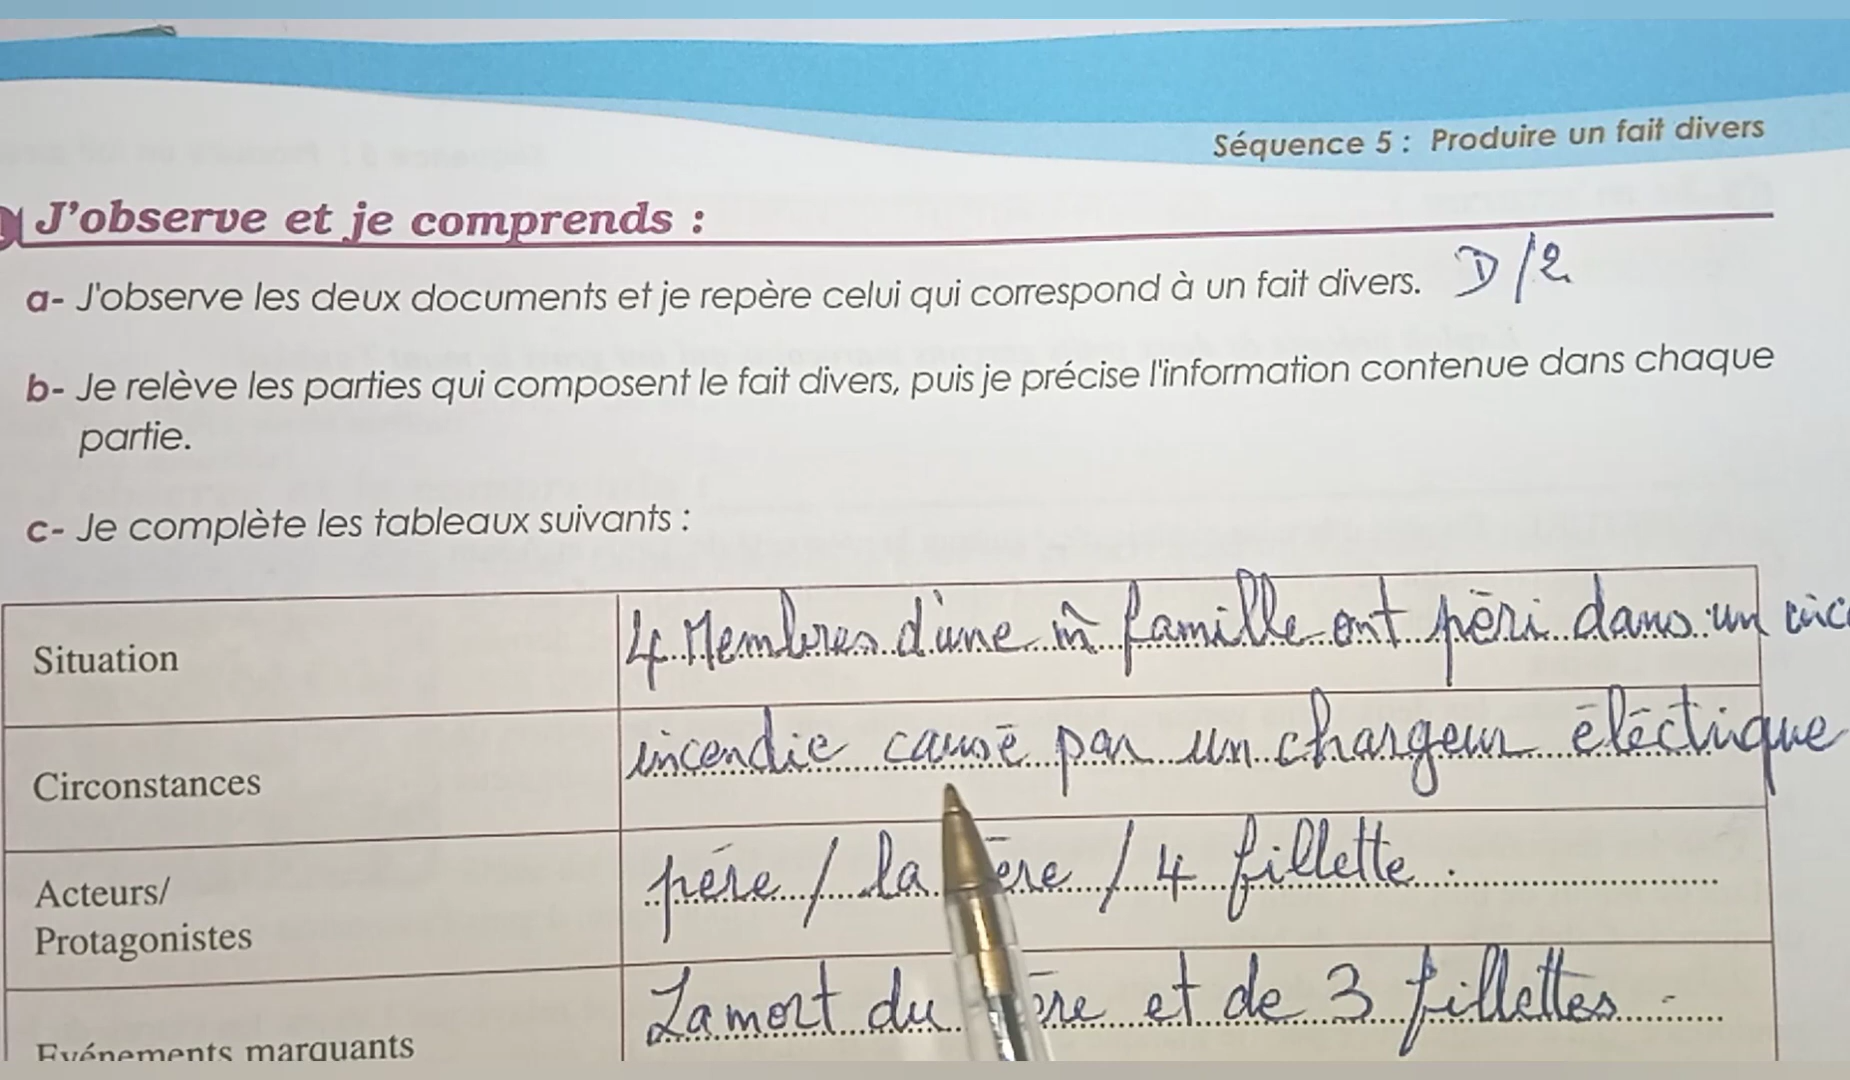 Séquence 5 : Produire un fait divers
J'observe et je comprends :
a- J'observe les deux documents et je repère celui qui correspond à un fait divers. D/2
b- Je relève les parties qui composent le fait divers, puis je précise l'information contenue dans chaque
partie.
c- Je complète les tableaux suivants :
Situation
4 Membres d'une m̂ famille ont péri dans un
Circonstances
incendie causé par un chargeur éléctique
Acteurs/
Protagonistes
père / la / 4 fillette .
Evénements marquants
La mort du et de 3 fillettes .